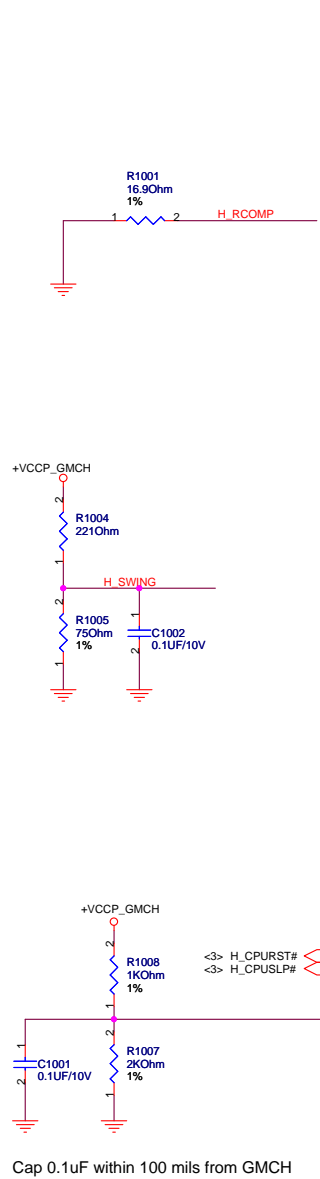 R1001
16.9Ohm
1%
1 2 H_RCOMP
+VCCP_GMCH
2
R1004
221Ohm
1
H_SWING
2 1
R1005 C1002
75Ohm 0.1UF/10V
1%
1 2
+VCCP_GMCH
2
<3> H_CPURST#
R1008
1KOhm
<3> H_CPUSLP#
1%
1
1 2
R1007
2KOhm
1%
C1001
0.1UF/10V
2 1
Cap 0.1uF within 100 mils from GMCH